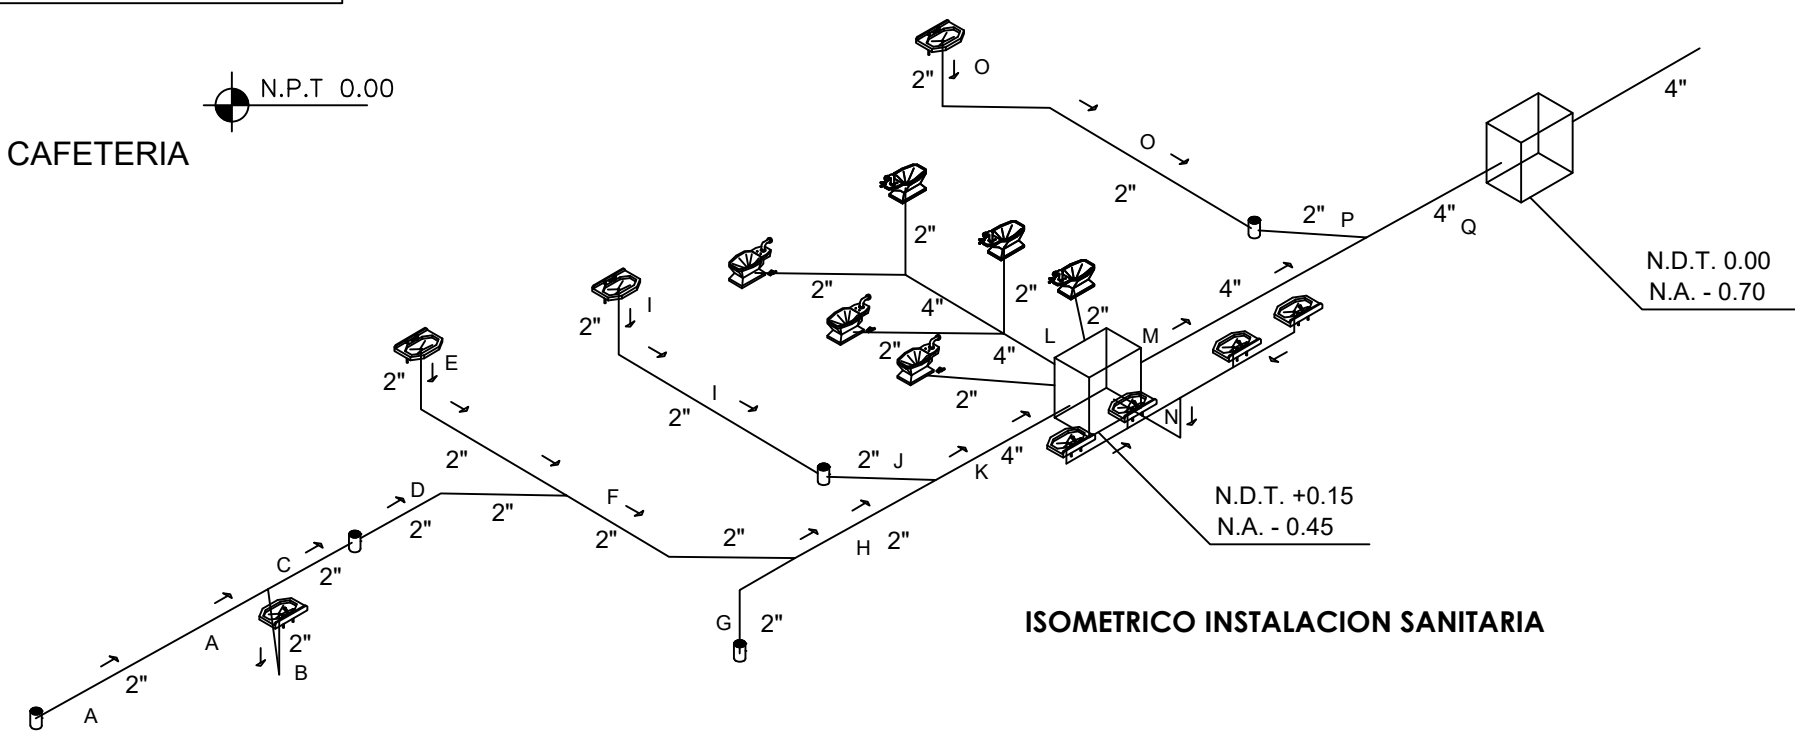 N.P.T 0.00
CAFETERIA
2" O
4"
O
2"
2" P
4" Q
2"
2"
2"
4"
2"
2"
4"
2"
2"
L M
4"
N.D.T. 0.00
N.A. - 0.70
2" I
I
2"
2" J
K 4"
N
2" E
2"
F
2"
2"
H 2"
G 2"
D
2"
2"
C
2"
A
2"
B
2"
A
N.D.T. +0.15
N.A. - 0.45
ISOMETRICO INSTALACION SANITARIA